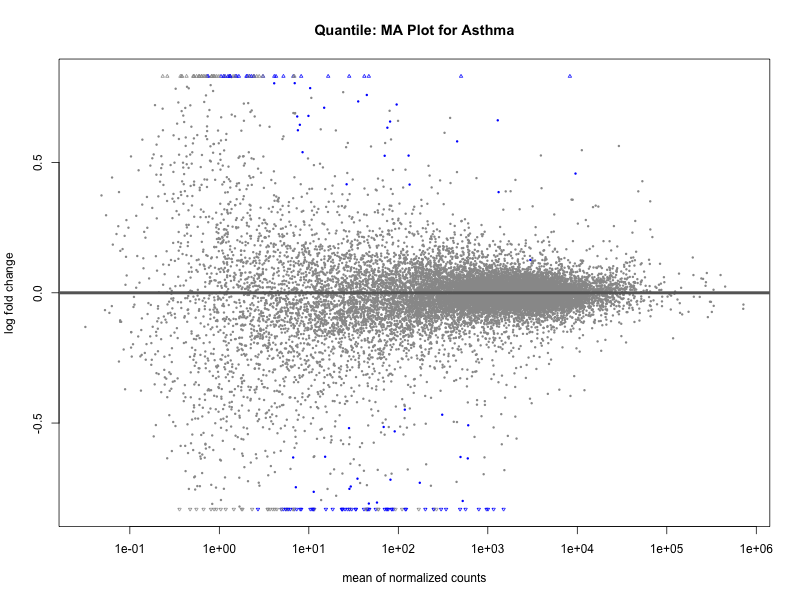 Quantile: MA Plot for Asthma
log fold change
0.5
0.0
-0.5
1e-01 1e+00 1e+01 1e+02 1e+03 1e+04 1e+05 1e+06
mean of normalized counts